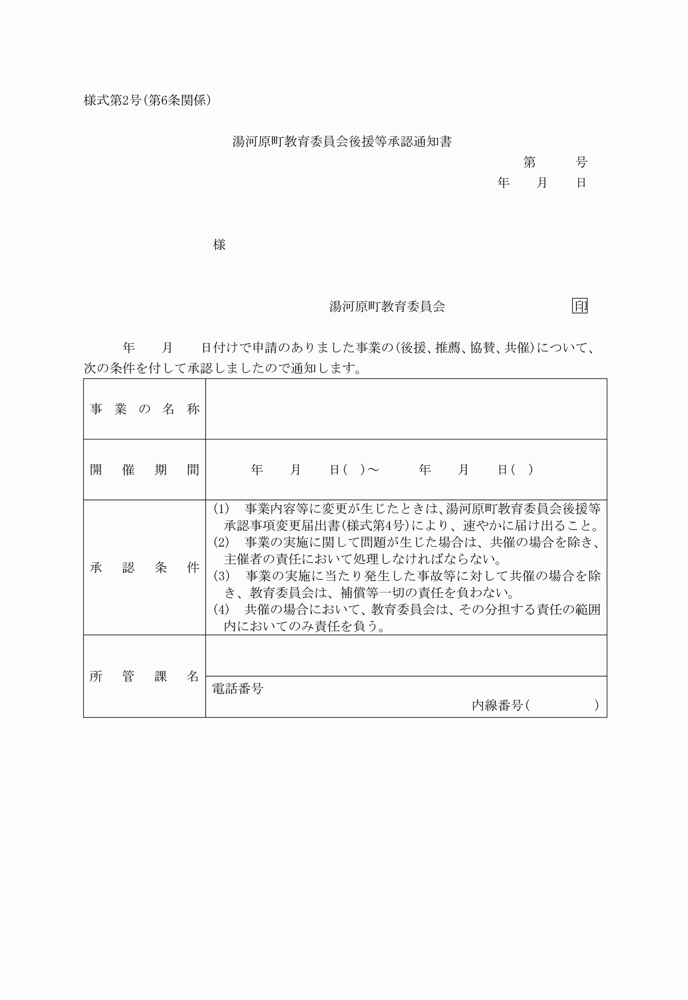 様式第2号(第6条関係)
湯河原町教育委員会後援等承認通知書
第　　　号
年　　月　　日
様
湯河原町教育委員会　　　　　　　　　　印
年　　月　　日付けで申請のありました事業の(後援、推薦、協賛、共催)について、
次の条件を付して承認しましたので通知します。
事業の名称
開催期間　　　年　　月　　日(　)～　　　年　　月　　日(　)
承認条件
(1)　事業内容等に変更が生じたときは、湯河原町教育委員会後援等
承認事項変更届出書(様式第4号)により、速やかに届け出ること。
(2)　事業の実施に関して問題が生じた場合は、共催の場合を除き、
主催者の責任において処理しなければならない。
(3)　事業の実施に当たり発生した事故等に対して共催の場合を除
き、教育委員会は、補償等一切の責任を負わない。
(4)　共催の場合において、教育委員会は、その分担する責任の範囲
内においてのみ責任を負う。
所管課名
電話番号
内線番号(　　　　　)